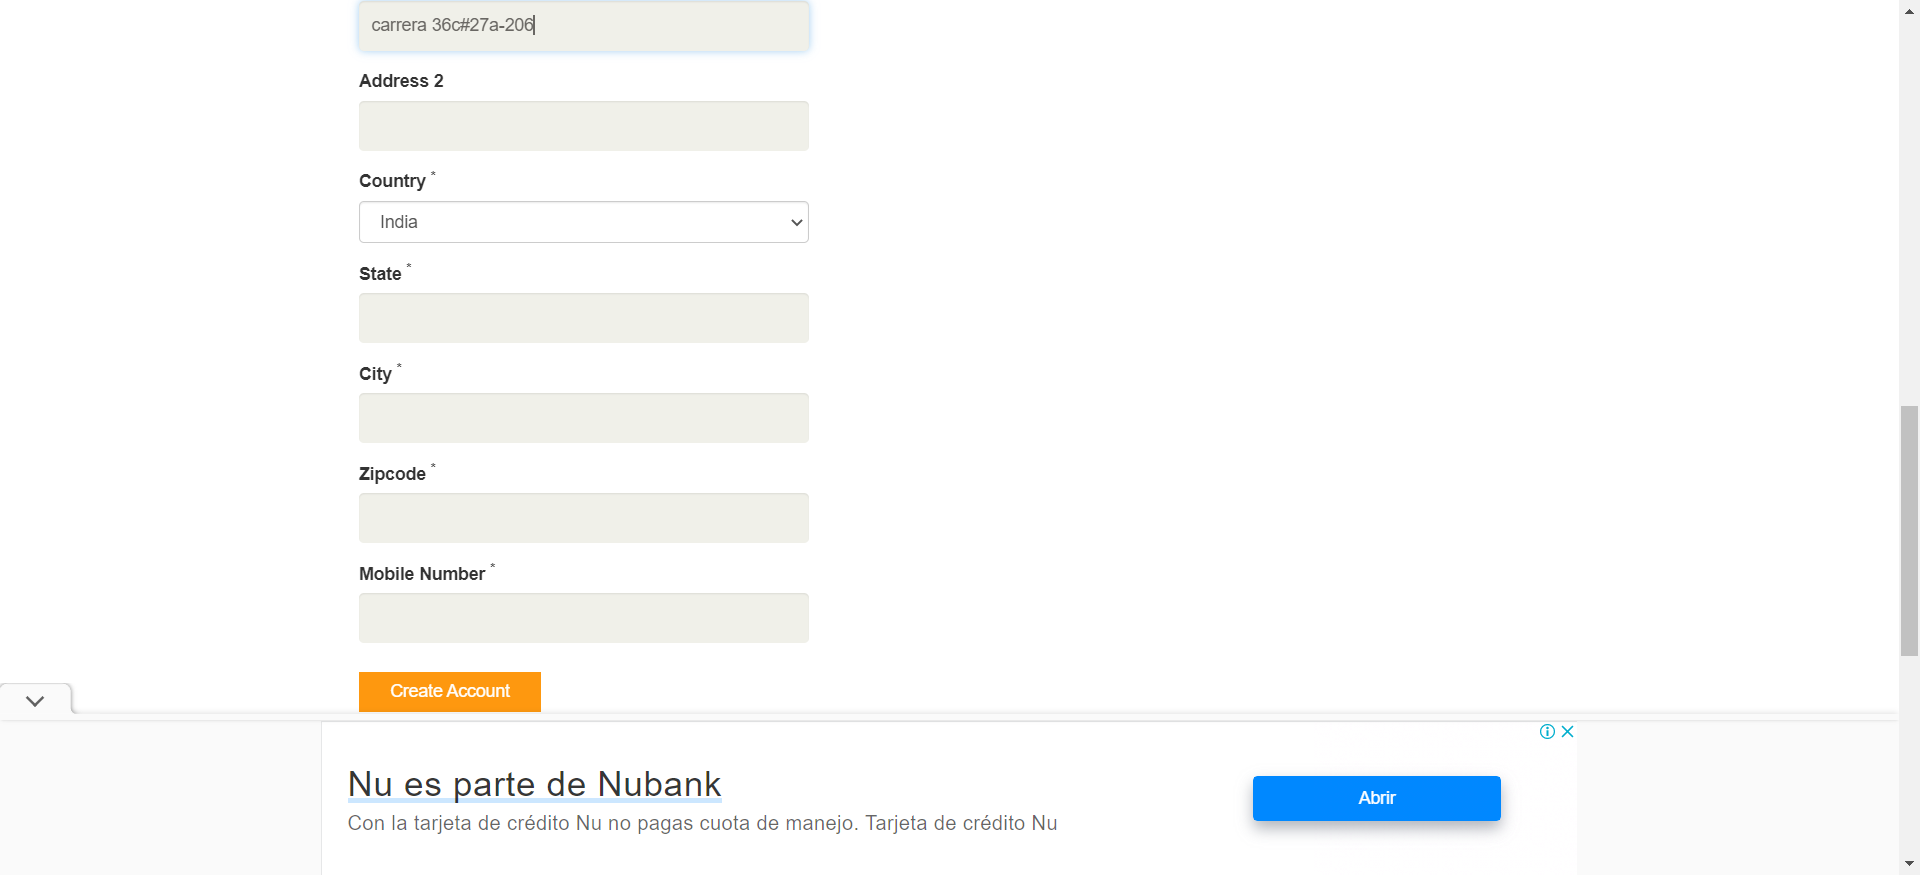 carrera 36c#27a-206
Address 2
Country *
India
State *
City *
Zipcode *
Mobile Number *
Create Account
Nu es parte de Nubank
Con la tarjeta de crédito Nu no pagas cuota de manejo. Tarjeta de crédito Nu
Abrir